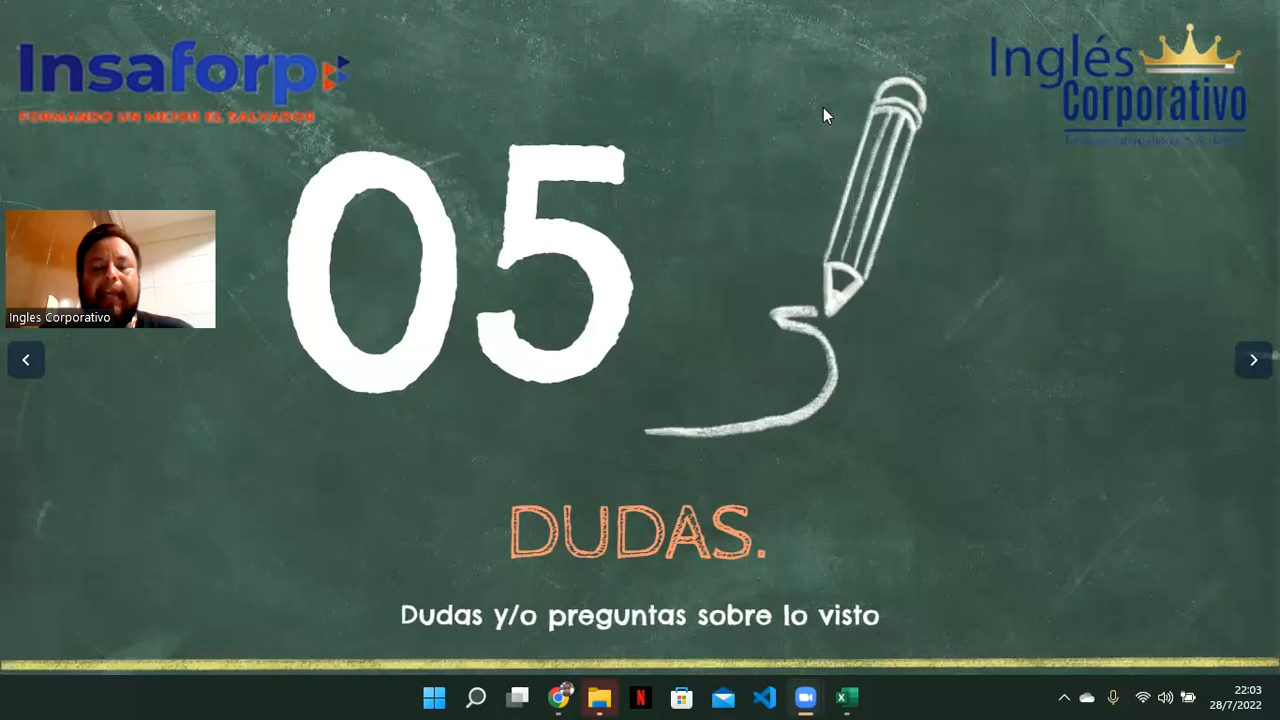 Insaforp
FORMANDO UN MEJOR EL SALVADOR
Inglés
Corporativo
05
Ingles Corporativo
DUDAS.
Dudas y/o preguntas sobre lo visto
22:03
28/7/2022